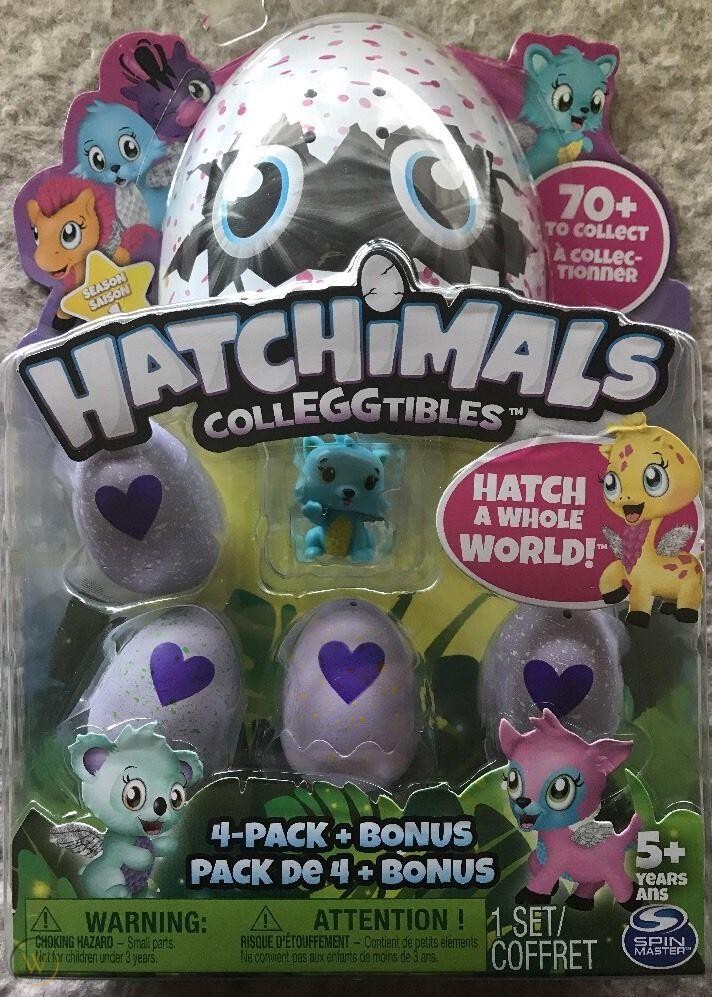 70+
TO COLLECT
À COLLEC-
TIONNER
SEASON
SAISON
1
HATCHiMALS
COLLEGGTIBLES™
HATCH
A WHOLE
WORLD!™
4-PACK + BONUS
PACK De 4 + BONUS
5+
YEARS
ANS
WARNING:
CHOKING HAZARD – Small parts.
Not for children under 3 years.
ATTENTION !
RISQUE D'ÉTOUFFEMENT – Contient de petits éléments.
Ne convient pas aux enfants de moins de 3 ans.
1 SET/
COFFRET
SPIN
MASTER™
W